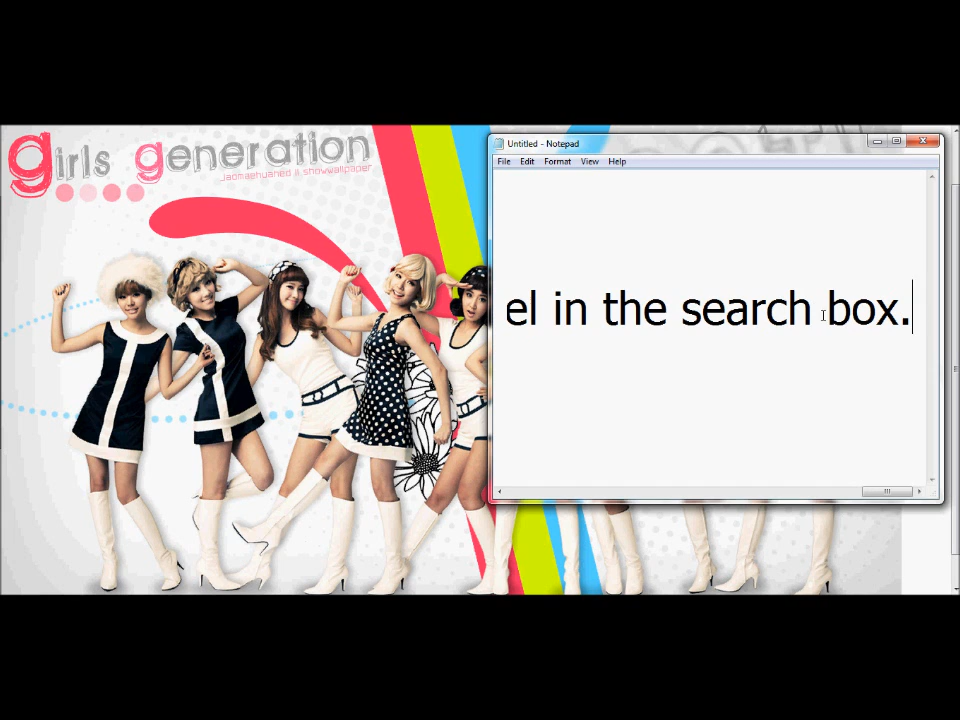 girls generation
Untitled - Notepad
File Edit Format View Help
el in the search box.